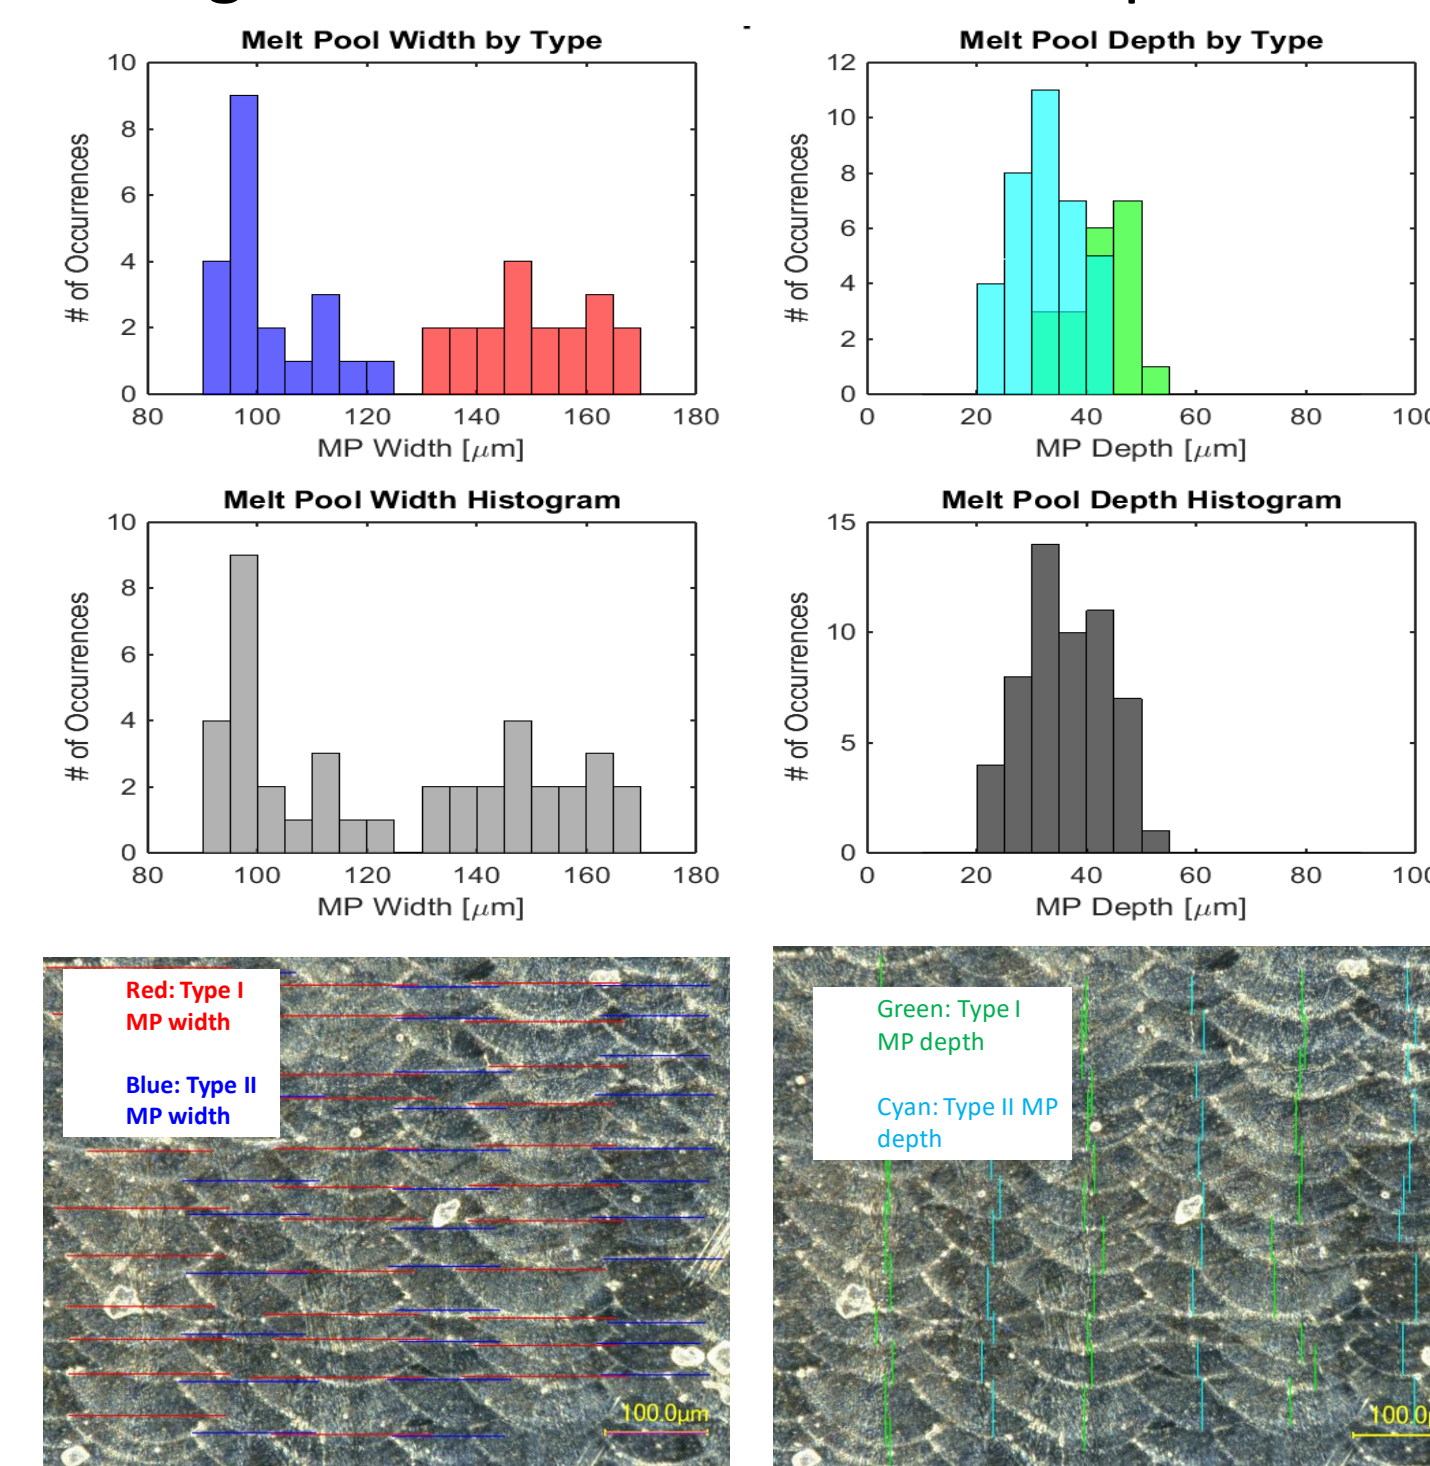 Melt Pool Width by Type
10
8
6
4
2
0
80 100 120 140 160 180
# of Occurrences
MP Width [μm]
Melt Pool Depth by Type
12
10
8
6
4
2
0
0 20 40 60 80
# of Occurrences
MP Depth [μm]
Melt Pool Width Histogram
10
8
6
4
2
0
80 100 120 140 160 180
# of Occurrences
MP Width [μm]
Melt Pool Depth Histogram
15
10
5
0
0 20 40 60 80
# of Occurrences
MP Depth [μm]
Red: Type I
MP width
Blue: Type II
MP width
100.0μm
Green: Type I
MP depth
Cyan: Type II MP
depth
100.0